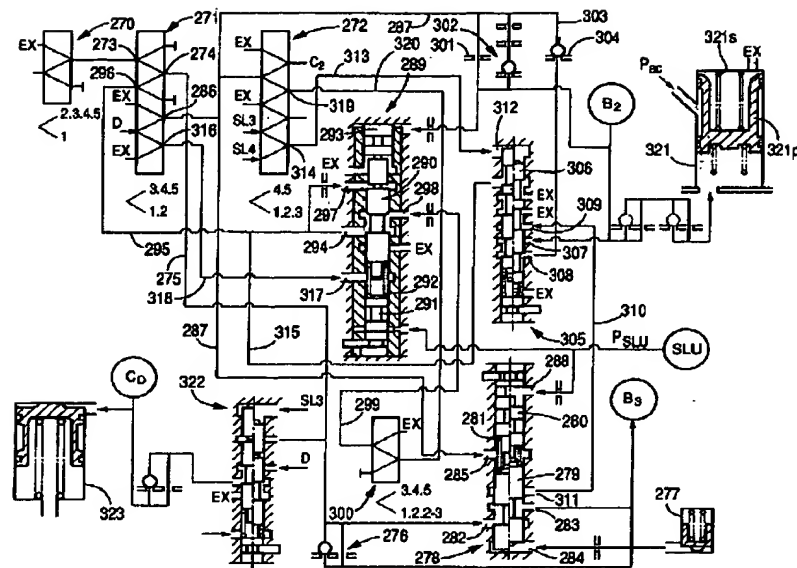 270
271
272
287
302
303
304
321s
EX
273
274
296
EX
286
D
316
EX
2.3.4.5
1
3.4.5
1.2
EX
C2
313
320
289
EX
319
SL3
SL4
314
4.5
1.2.3
293
EX
297
294
290
298
EX
317
292
291
301
312
306
EX
EX
309
307
308
EX
305
B2
PBC
321
321p
310
295
275
318
287
315
299
300
EX
3.4.5
1.2.2-3
PSLU
SLU
288
281
280
285
279
311
283
282
278
284
B3
277
276
CD
322
SL3
D
EX
323